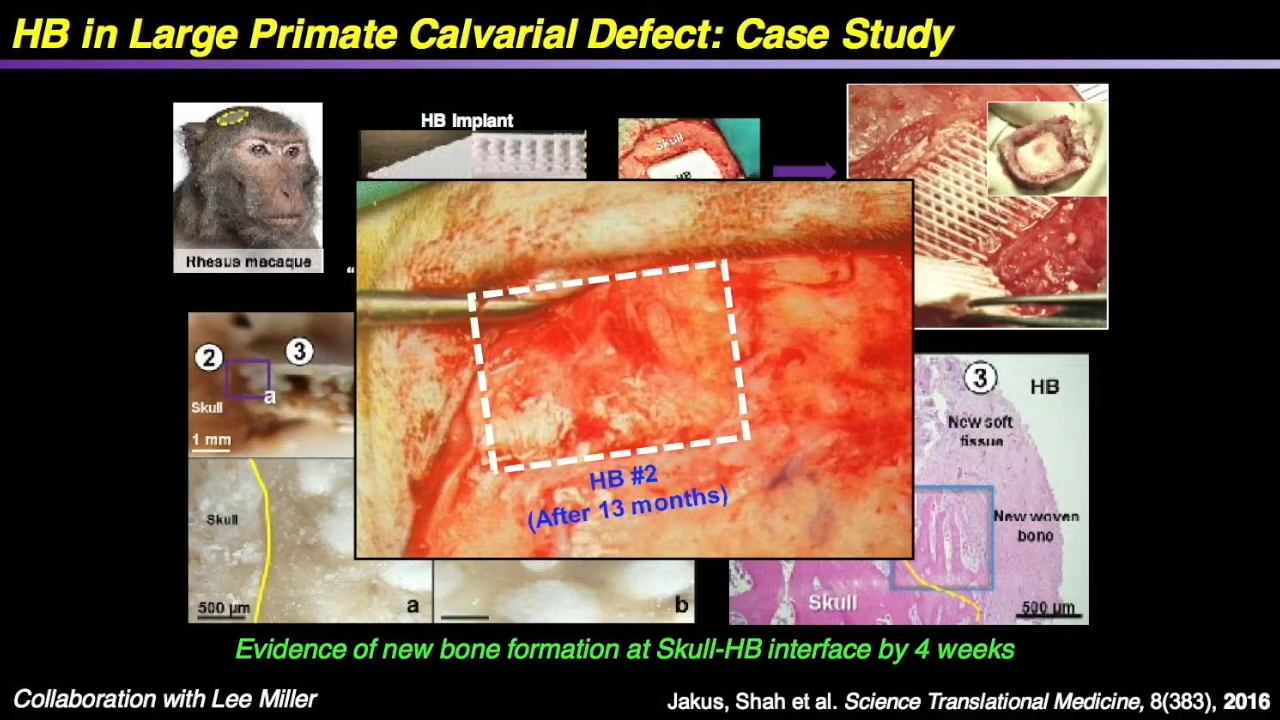 HB in Large Primate Calvarial Defect: Case Study
HB Implant
Skull
HB
Rhesus macaque
“
2
3
a
Skull
1 mm
HB #2
(After 13 months)
3
HB
New soft
tissue
New woven
bone
Skull
500 µm
a
b
Skull
500 µm
Evidence of new bone formation at Skull-HB interface by 4 weeks
Collaboration with Lee Miller
Jakus, Shah et al. Science Translational Medicine, 8(383), 2016